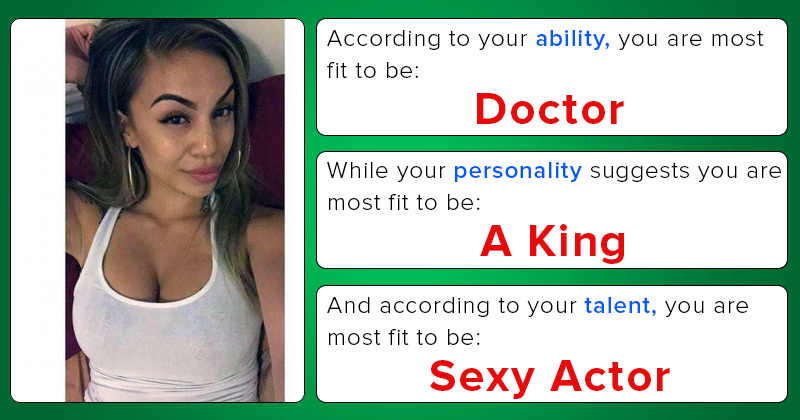 According to your ability, you are most
fit to be:
Doctor
While your personality suggests you are
most fit to be:
A King
And according to your talent, you are
most fit to be:
Sexy Actor